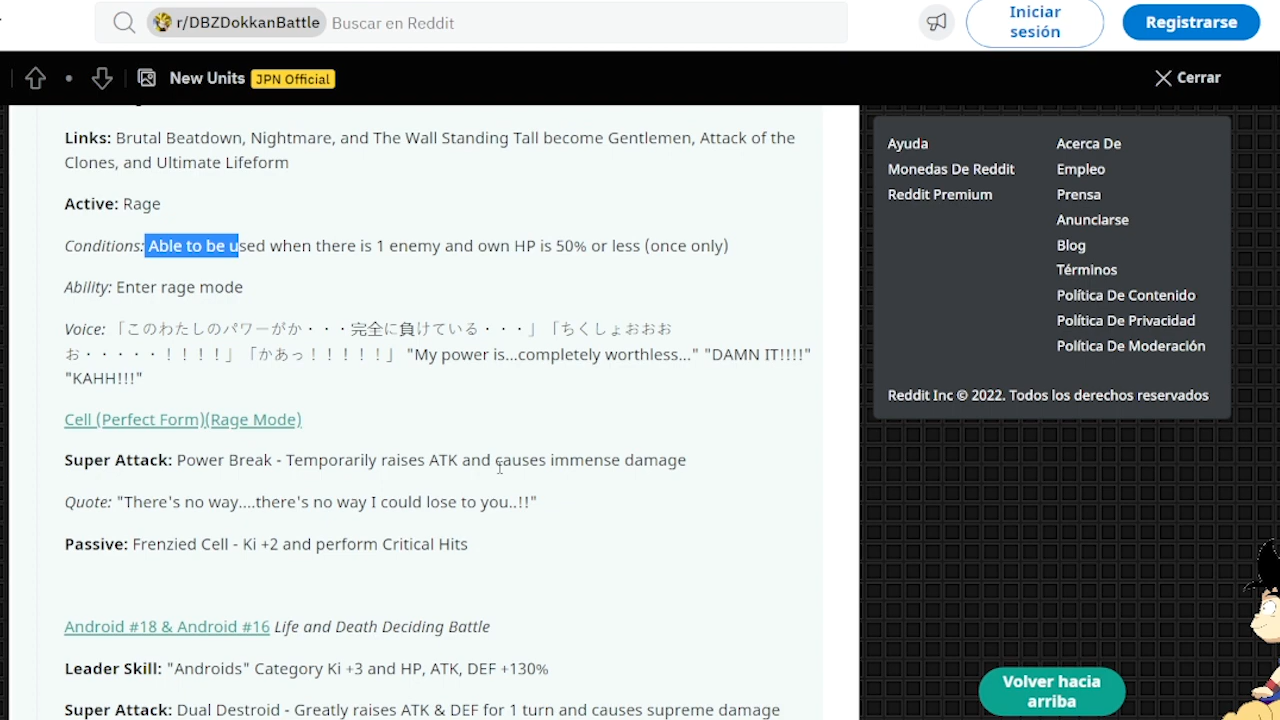 r/DBZDokkanBattle Buscar en Reddit
Iniciar sesión
Registrarse
New Units JPN Official
Cerrar
Links: Brutal Beatdown, Nightmare, and The Wall Standing Tall become Gentlemen, Attack of the
Clones, and Ultimate Lifeform
Active: Rage
Conditions: Able to be used when there is 1 enemy and own HP is 50% or less (once only)
Ability: Enter rage mode
Voice: 「このわたしのパワーがか・・・完全に負けている・・・」「ちくしょおおお
お・・・・・！！！！」「かあっ！！！！！」 "My power is...completely worthless..." "DAMN IT!!!!"
"KAHH!!!"
Cell (Perfect Form)(Rage Mode)
Super Attack: Power Break - Temporarily raises ATK and causes immense damage
Quote: "There's no way....there's no way I could lose to you..!!"
Passive: Frenzied Cell - Ki +2 and perform Critical Hits
Android #18 & Android #16 Life and Death Deciding Battle
Leader Skill: "Androids" Category Ki +3 and HP, ATK, DEF +130%
Super Attack: Dual Destroid - Greatly raises ATK & DEF for 1 turn and causes supreme damage
Ayuda
Monedas De Reddit
Reddit Premium
Acerca De
Empleo
Prensa
Anunciarse
Blog
Términos
Política De Contenido
Política De Privacidad
Política De Moderación
Reddit Inc © 2022. Todos los derechos reservados
Volver hacia
arriba